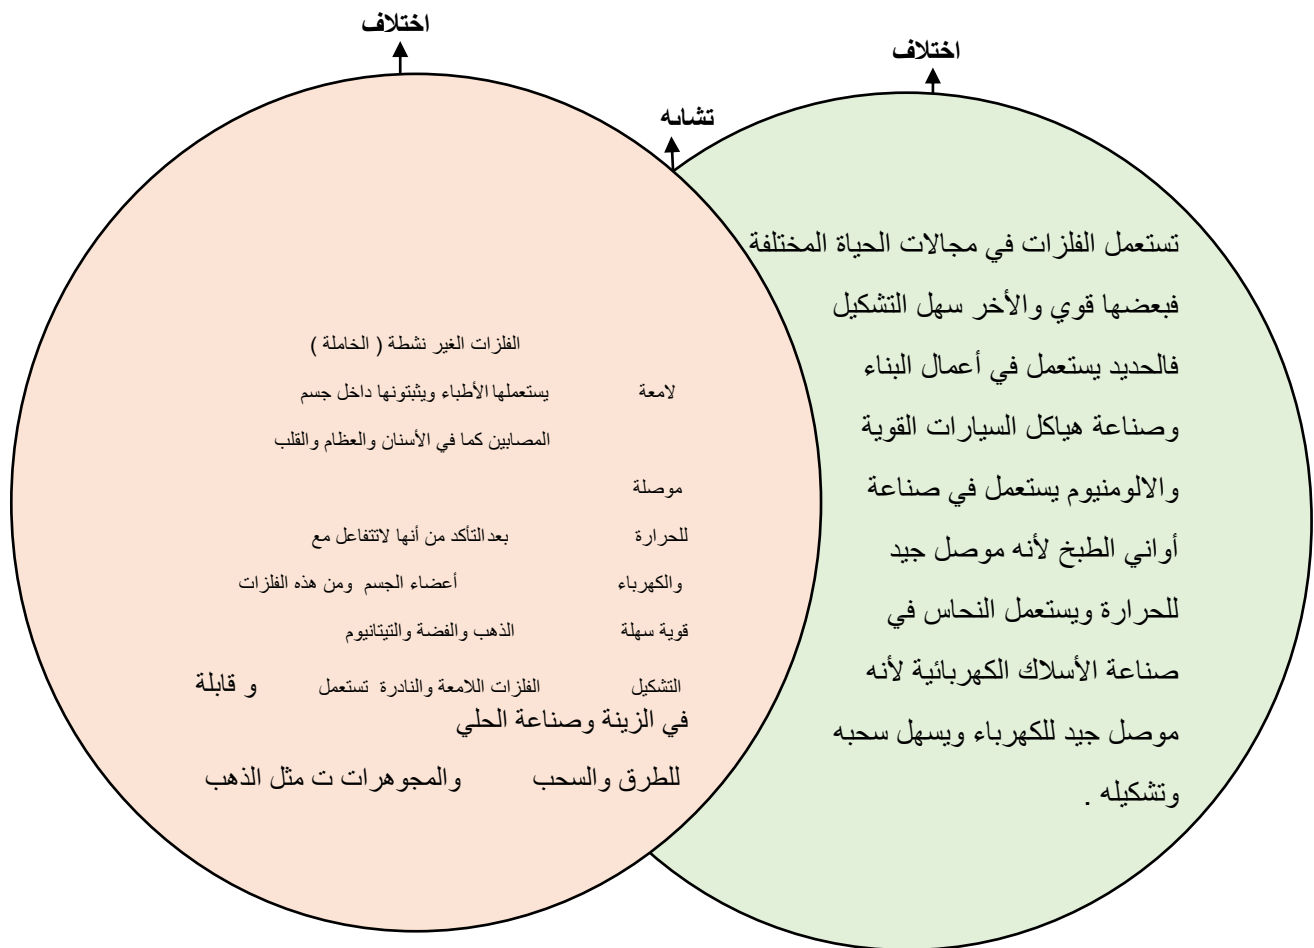 اختلاف
اختلاف
تشابه
تستعمل الفلزات في مجالات الحياة المختلفة
فبعضها قوي والأخر سهل التشكيل
فالحديد يستعمل في أعمال البناء
وصناعة هياكل السيارات القوية
والالومنيوم يستعمل في صناعة
أواني الطبخ لأنه موصل جيد
للحرارة ويستعمل النحاس في
صناعة الأسلاك الكهربائية لأنه
موصل جيد للكهرباء ويسهل سحبه
وتشكيله .
الفلزات الغير نشطة ( الخاملة )
لامعة يستعملها الأطباء ويثبتونها داخل جسم
المصابين كما في الأسنان والعظام والقلب
موصلة
للحرارة بعدالتأكد من أنها لاتتفاعل مع
والكهرباء أعضاء الجسم ومن هذه الفلزات
قوية سهلة الذهب والفضة والتيتانيوم
التشكيل الفلزات اللامعة والنادرة تستعمل و قابلة
في الزينة وصناعة الحلي
للطرق والسحب والمجوهرات ت مثل الذهب